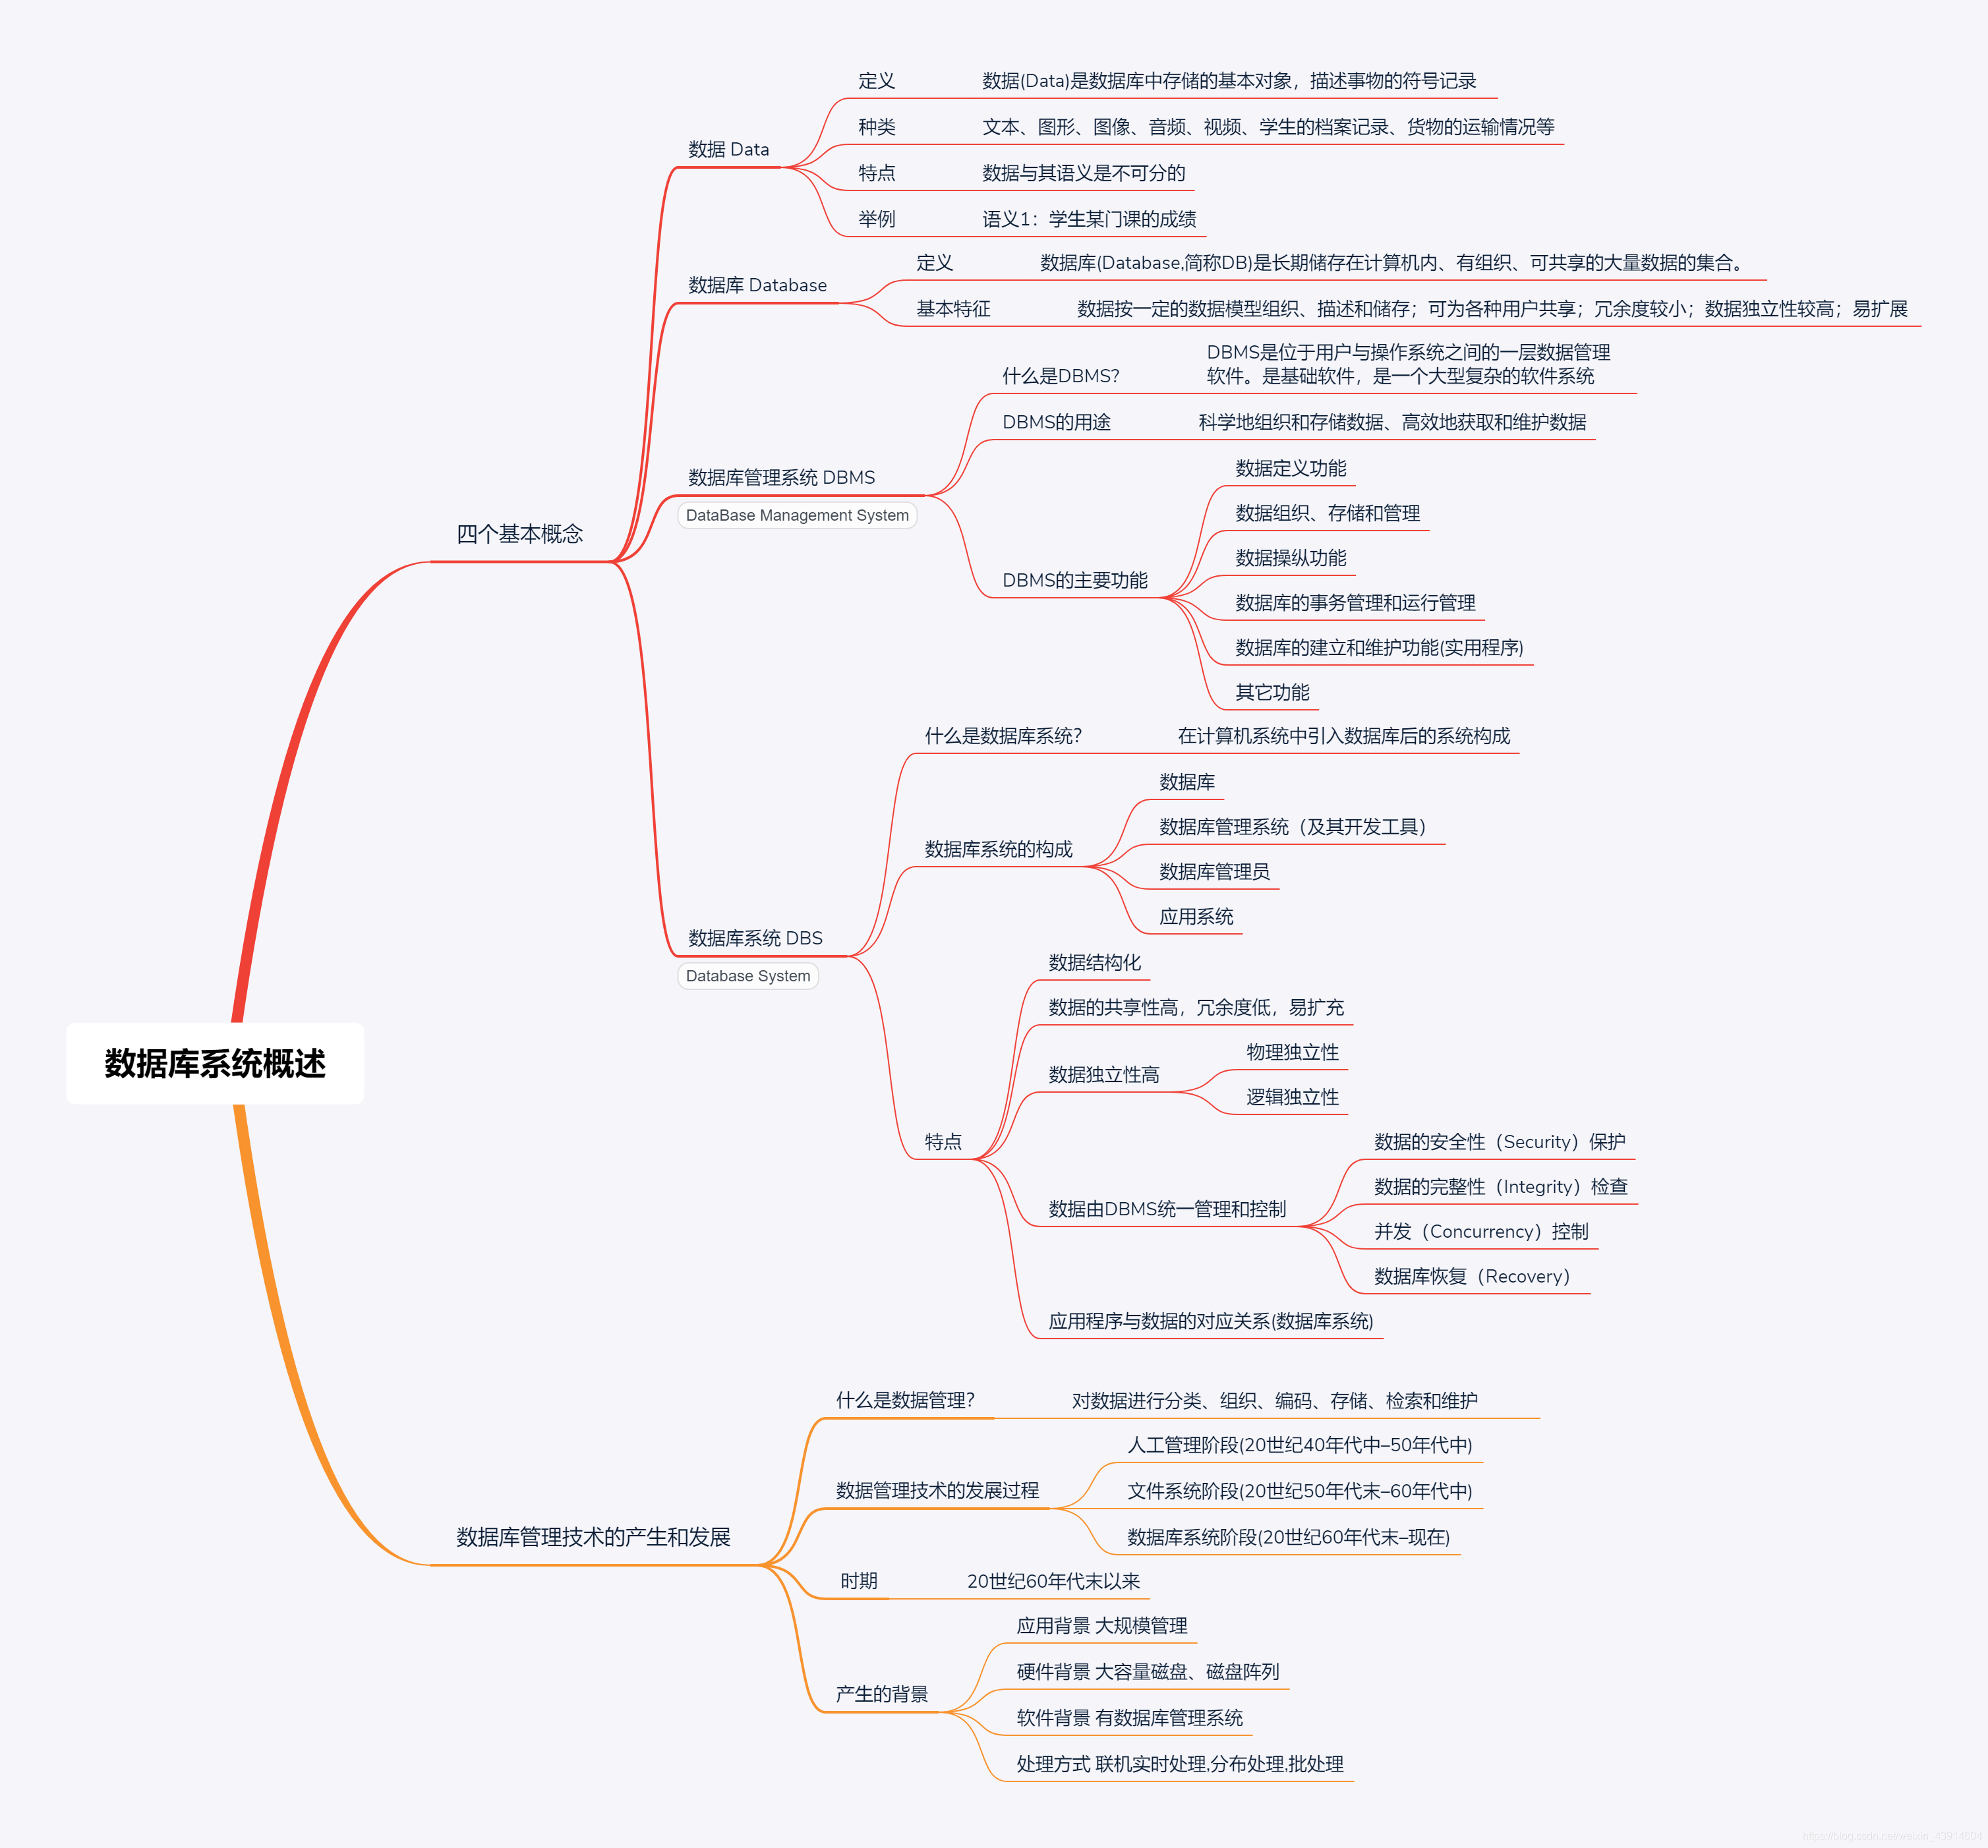 数据库系统概述
四个基本概念
数据 Data
定义
数据(Data)是数据库中存储的基本对象，描述事物的符号记录
种类
文本、图形、图像、音频、视频、学生的档案记录、货物的运输情况等
特点
数据与其语义是不可分的
举例
语义1：学生某门课的成绩
数据库 Database
定义
数据库(Database,简称DB)是长期储存在计算机内、有组织、可共享的大量数据的集合。
基本特征
数据按一定的数据模型组织、描述和储存；可为各种用户共享；冗余度较小；数据独立性较高；易扩展
数据库管理系统 DBMS
DataBase Management System
什么是DBMS?
DBMS是位于用户与操作系统之间的一层数据管理
软件。是基础软件，是一个大型复杂的软件系统
DBMS的用途
科学地组织和存储数据、高效地获取和维护数据
DBMS的主要功能
数据定义功能
数据组织、存储和管理
数据操纵功能
数据库的事务管理和运行管理
数据库的建立和维护功能(实用程序)
其它功能
数据库系统 DBS
Database System
什么是数据库系统?
在计算机系统中引入数据库后的系统构成
数据库系统的构成
数据库
数据库管理系统（及其开发工具）
数据库管理员
应用系统
特点
数据结构化
数据的共享性高，冗余度低，易扩充
数据独立性高
物理独立性
逻辑独立性
数据由DBMS统一管理和控制
数据的安全性（Security）保护
数据的完整性（Integrity）检查
并发（Concurrency）控制
数据库恢复（Recovery）
应用程序与数据的对应关系(数据库系统)
数据库管理技术的产生和发展
什么是数据管理?
对数据进行分类、组织、编码、存储、检索和维护
数据管理技术的发展过程
人工管理阶段(20世纪40年代中–50年代中)
文件系统阶段(20世纪50年代末–60年代中)
数据库系统阶段(20世纪60年代末–现在)
时期
20世纪60年代末以来
产生的背景
应用背景 大规模管理
硬件背景 大容量磁盘、磁盘阵列
软件背景 有数据库管理系统
处理方式 联机实时处理,分布处理,批处理